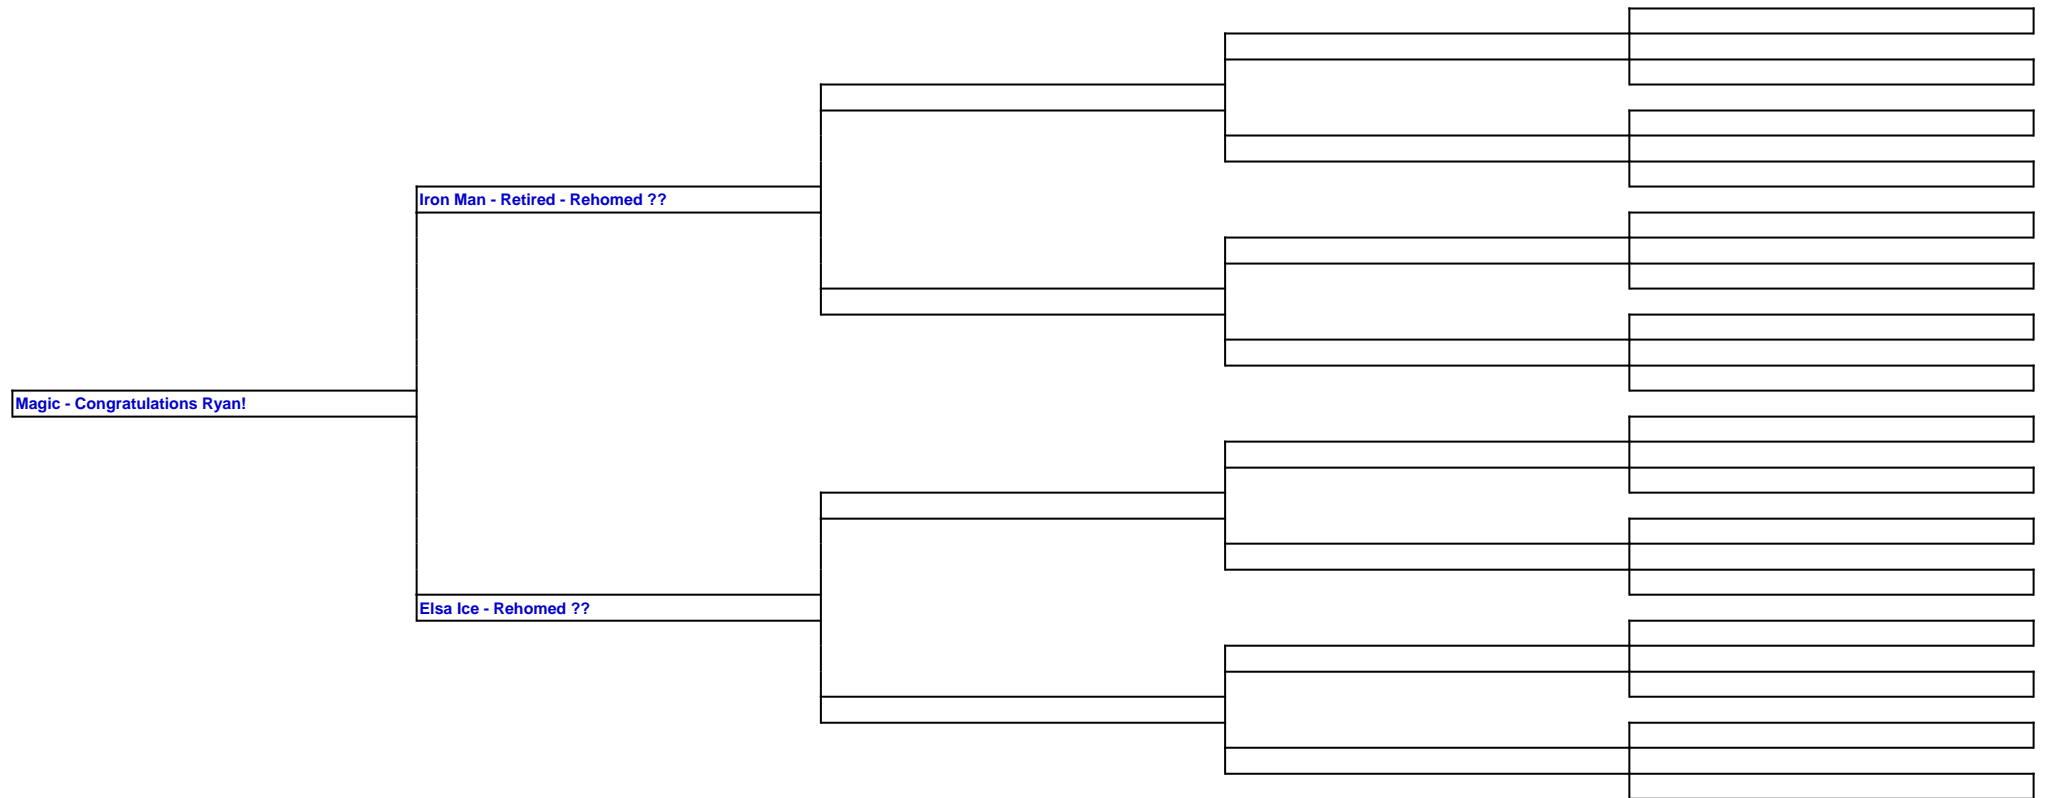 Iron Man - Retired - Rehomed ??
Magic - Congratulations Ryan!
Elsa Ice - Rehomed ??